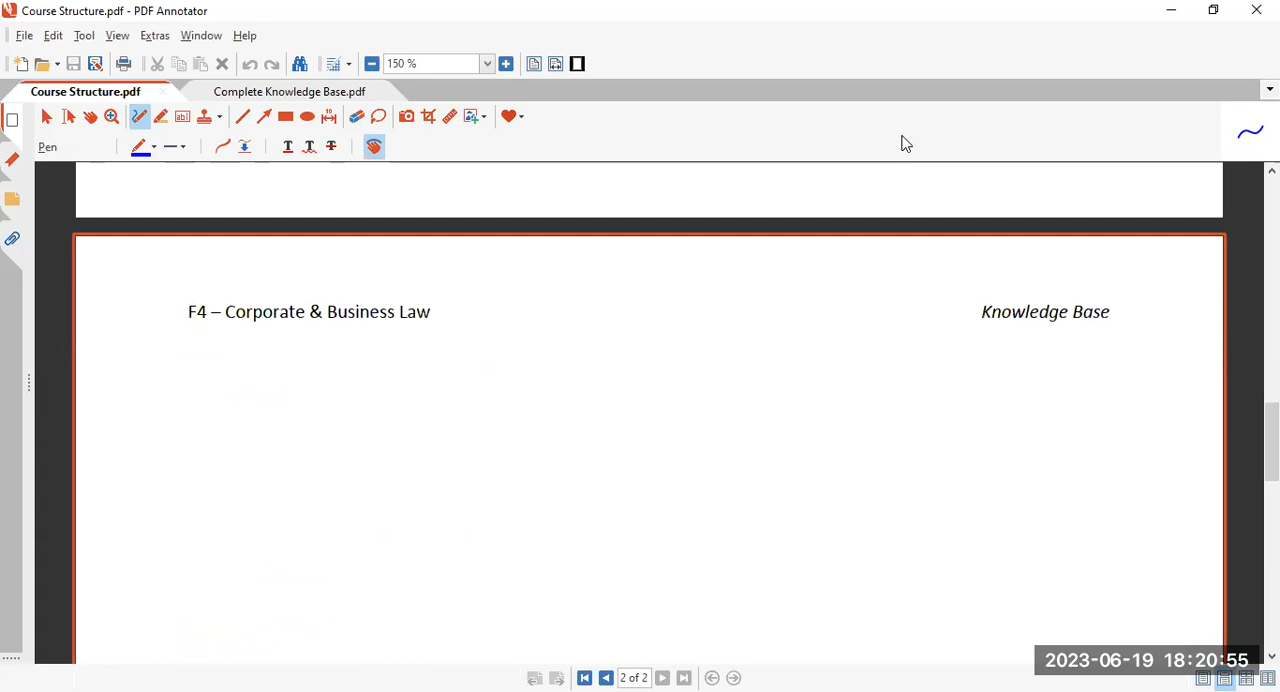 Course Structure.pdf - PDF Annotator
File Edit Tool View Extras Window Help
150 %
Course Structure.pdf Complete Knowledge Base.pdf
Pen
F4 – Corporate & Business Law Knowledge Base
2023-06-19 18:20:55
2 of 2